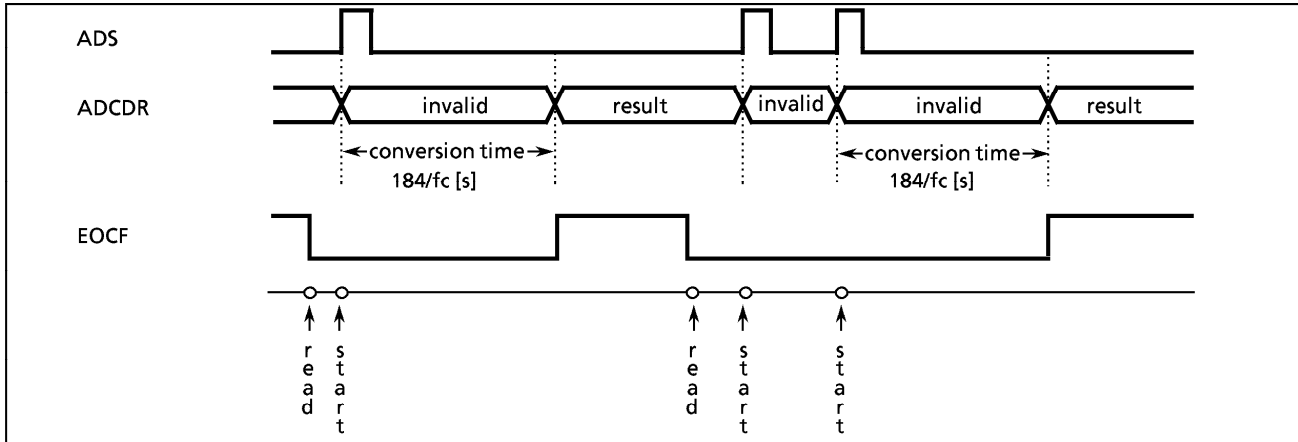 ADS
ADCDR
invalid
result
invalid
invalid
result
conversion time
184/fc [s]
conversion time
184/fc [s]
EOCF
read
start
read
start
start